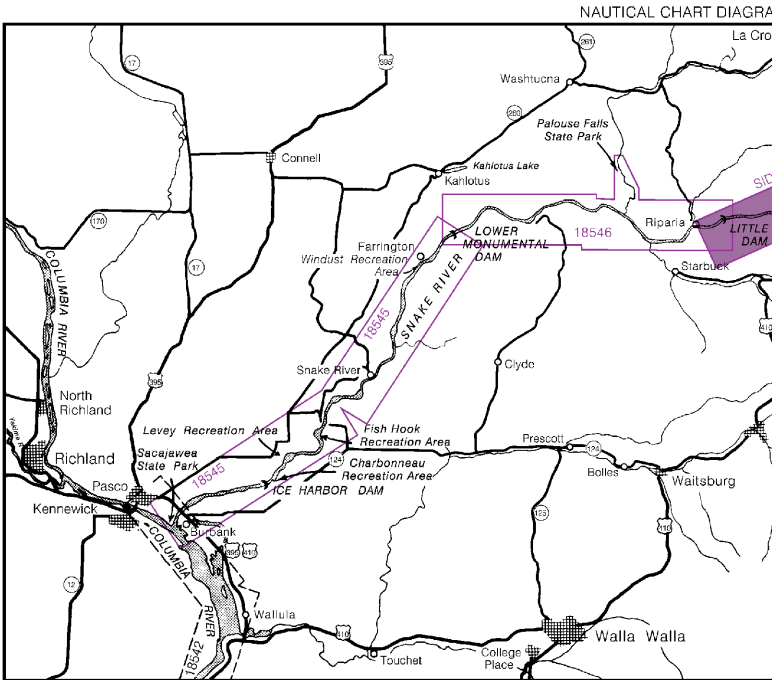 NAUTICAL CHART DIAGRA
La Cro
261
17
395
Washtucna
260
Palouse Falls
State Park
Connell
Kahlotus Lake
Kahlotus
SID
170
Riparia
LITTLE
DAM
LOWER
MONUMENTAL
DAM
18546
Farrington
Windust Recreation
Area
COLUMBIA RIVER
17
Starbuck
SNAKE RIVER
18545
410
Clyde
395
Snake River
North
Richland
Yakima R
Levey Recreation Area
Fish Hook
Recreation Area
Prescott
124
Sacajawea
State Park
Richland
18545
124
Charbonneau
Recreation Area
Bolles
Waitsburg
Pasco
ICE HARBOR DAM
Kennewick
125
Burbank
410
COLUMBIA
RIVER
395
410
12
Wallula
410
Walla Walla
18542
Touchet
College
Place